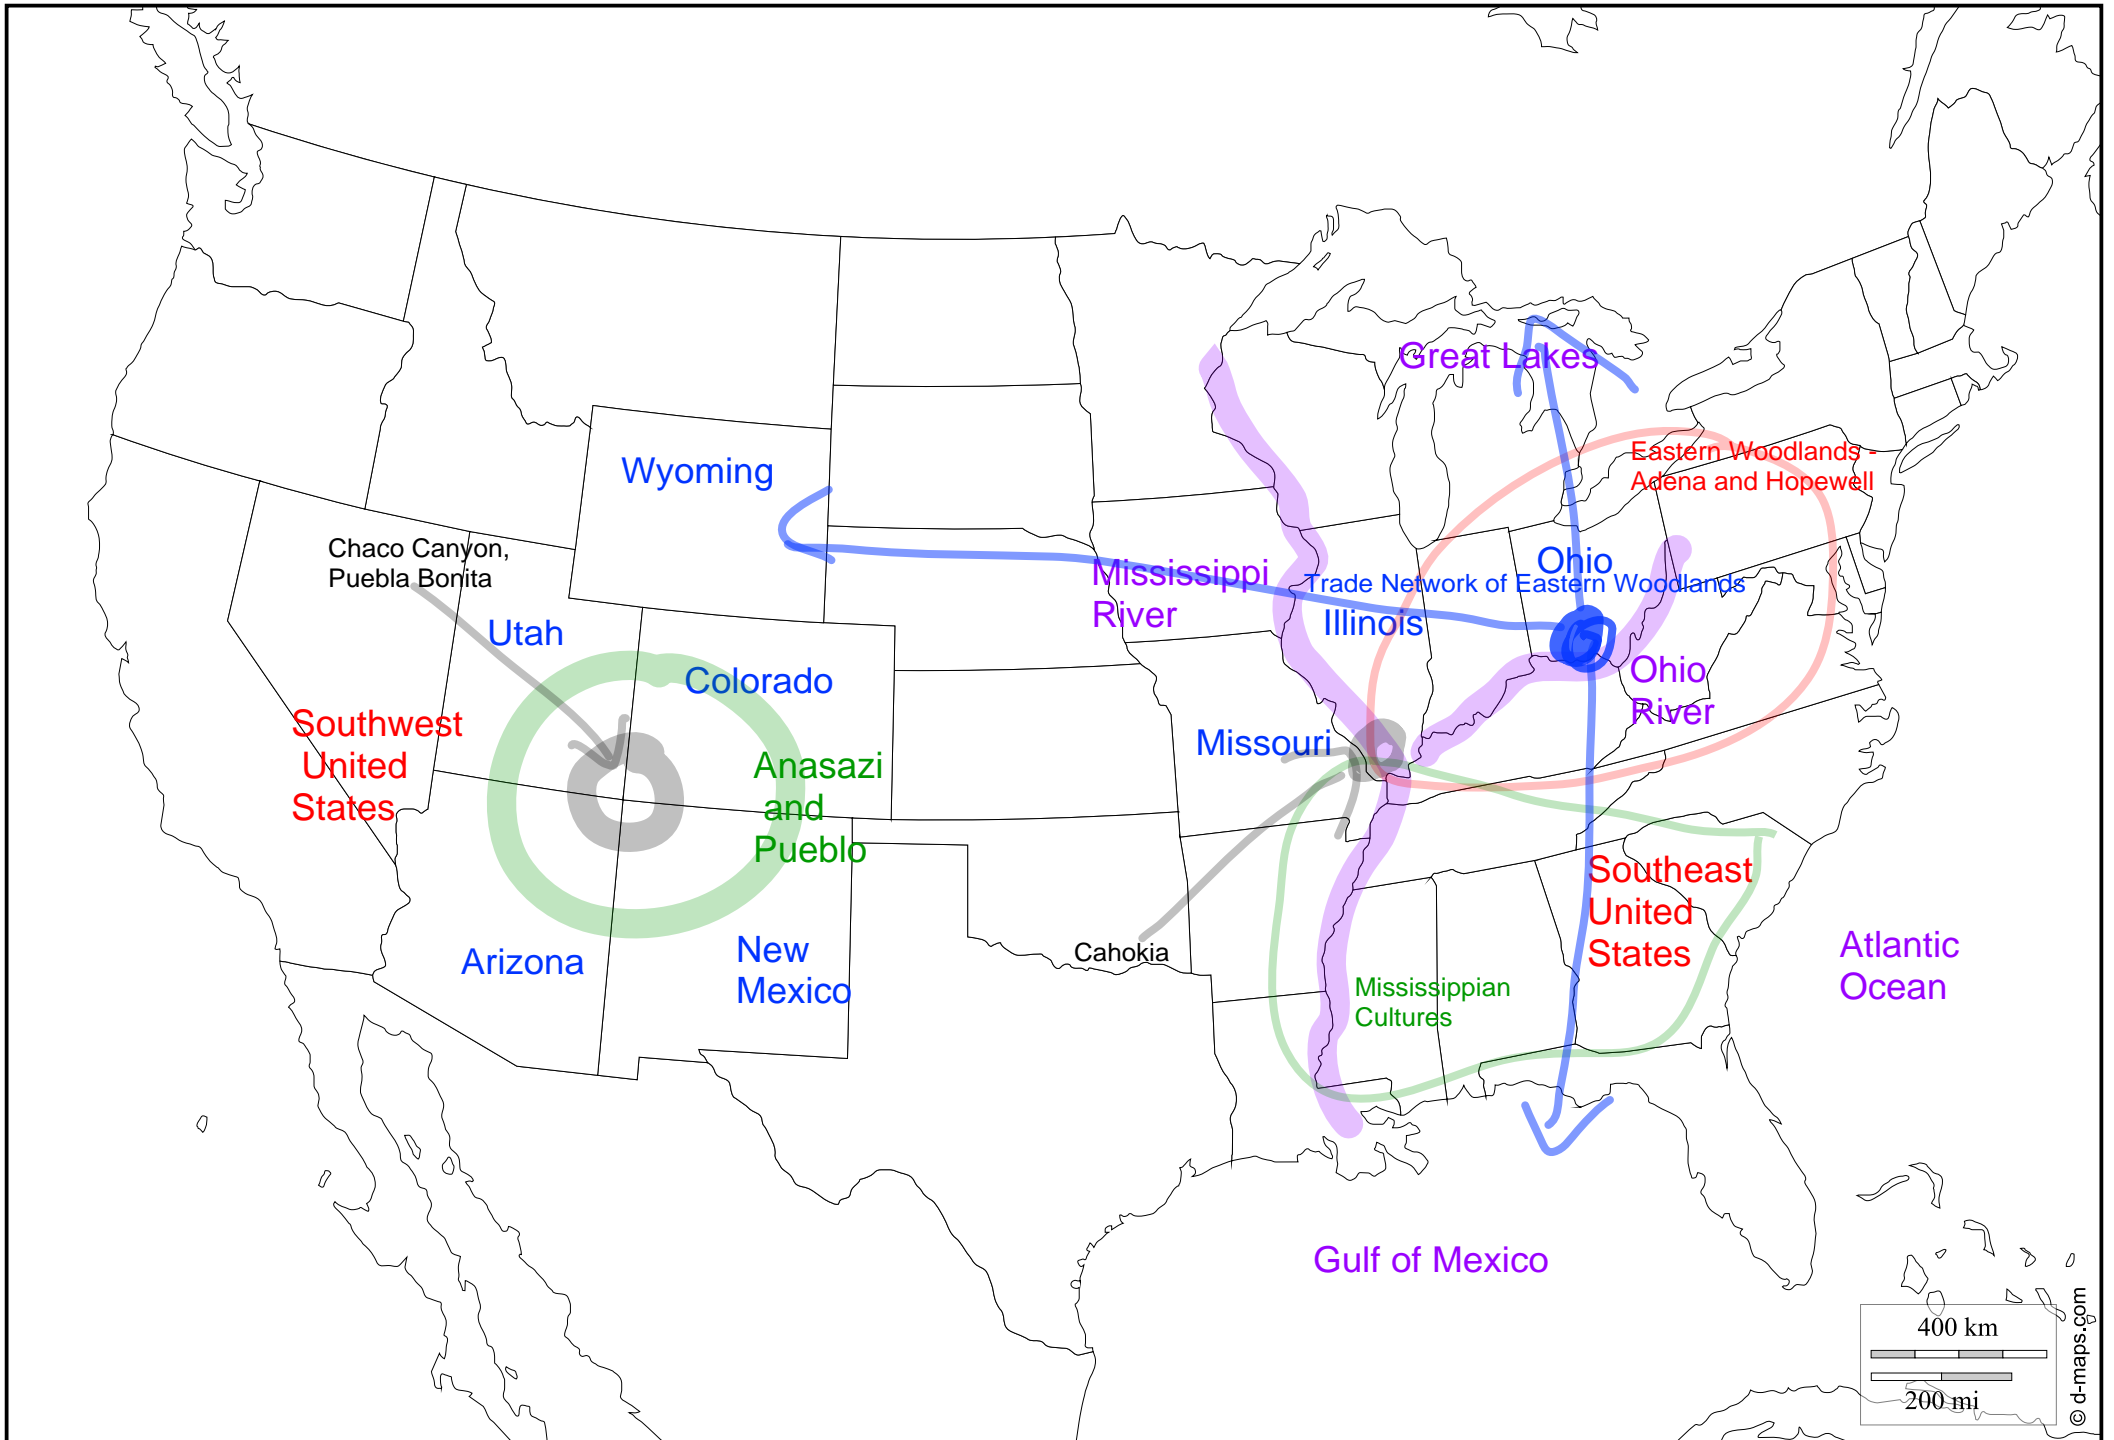 Great Lakes
Eastern Woodlands -
Adena and Hopewell
Wyoming
Chaco Canyon,
Puebla Bonita
Ohio
Mississippi
River
Trade Network of Eastern Woodlands
Illinois
Utah
Colorado
Ohio
River
Southwest
United
States
Missouri
Anasazi
and
Pueblo
Southeast
United
States
Cahokia
Arizona
New
Mexico
Mississippian
Cultures
Atlantic
Ocean
Gulf of Mexico
400 km
200 mi
© d-maps.com